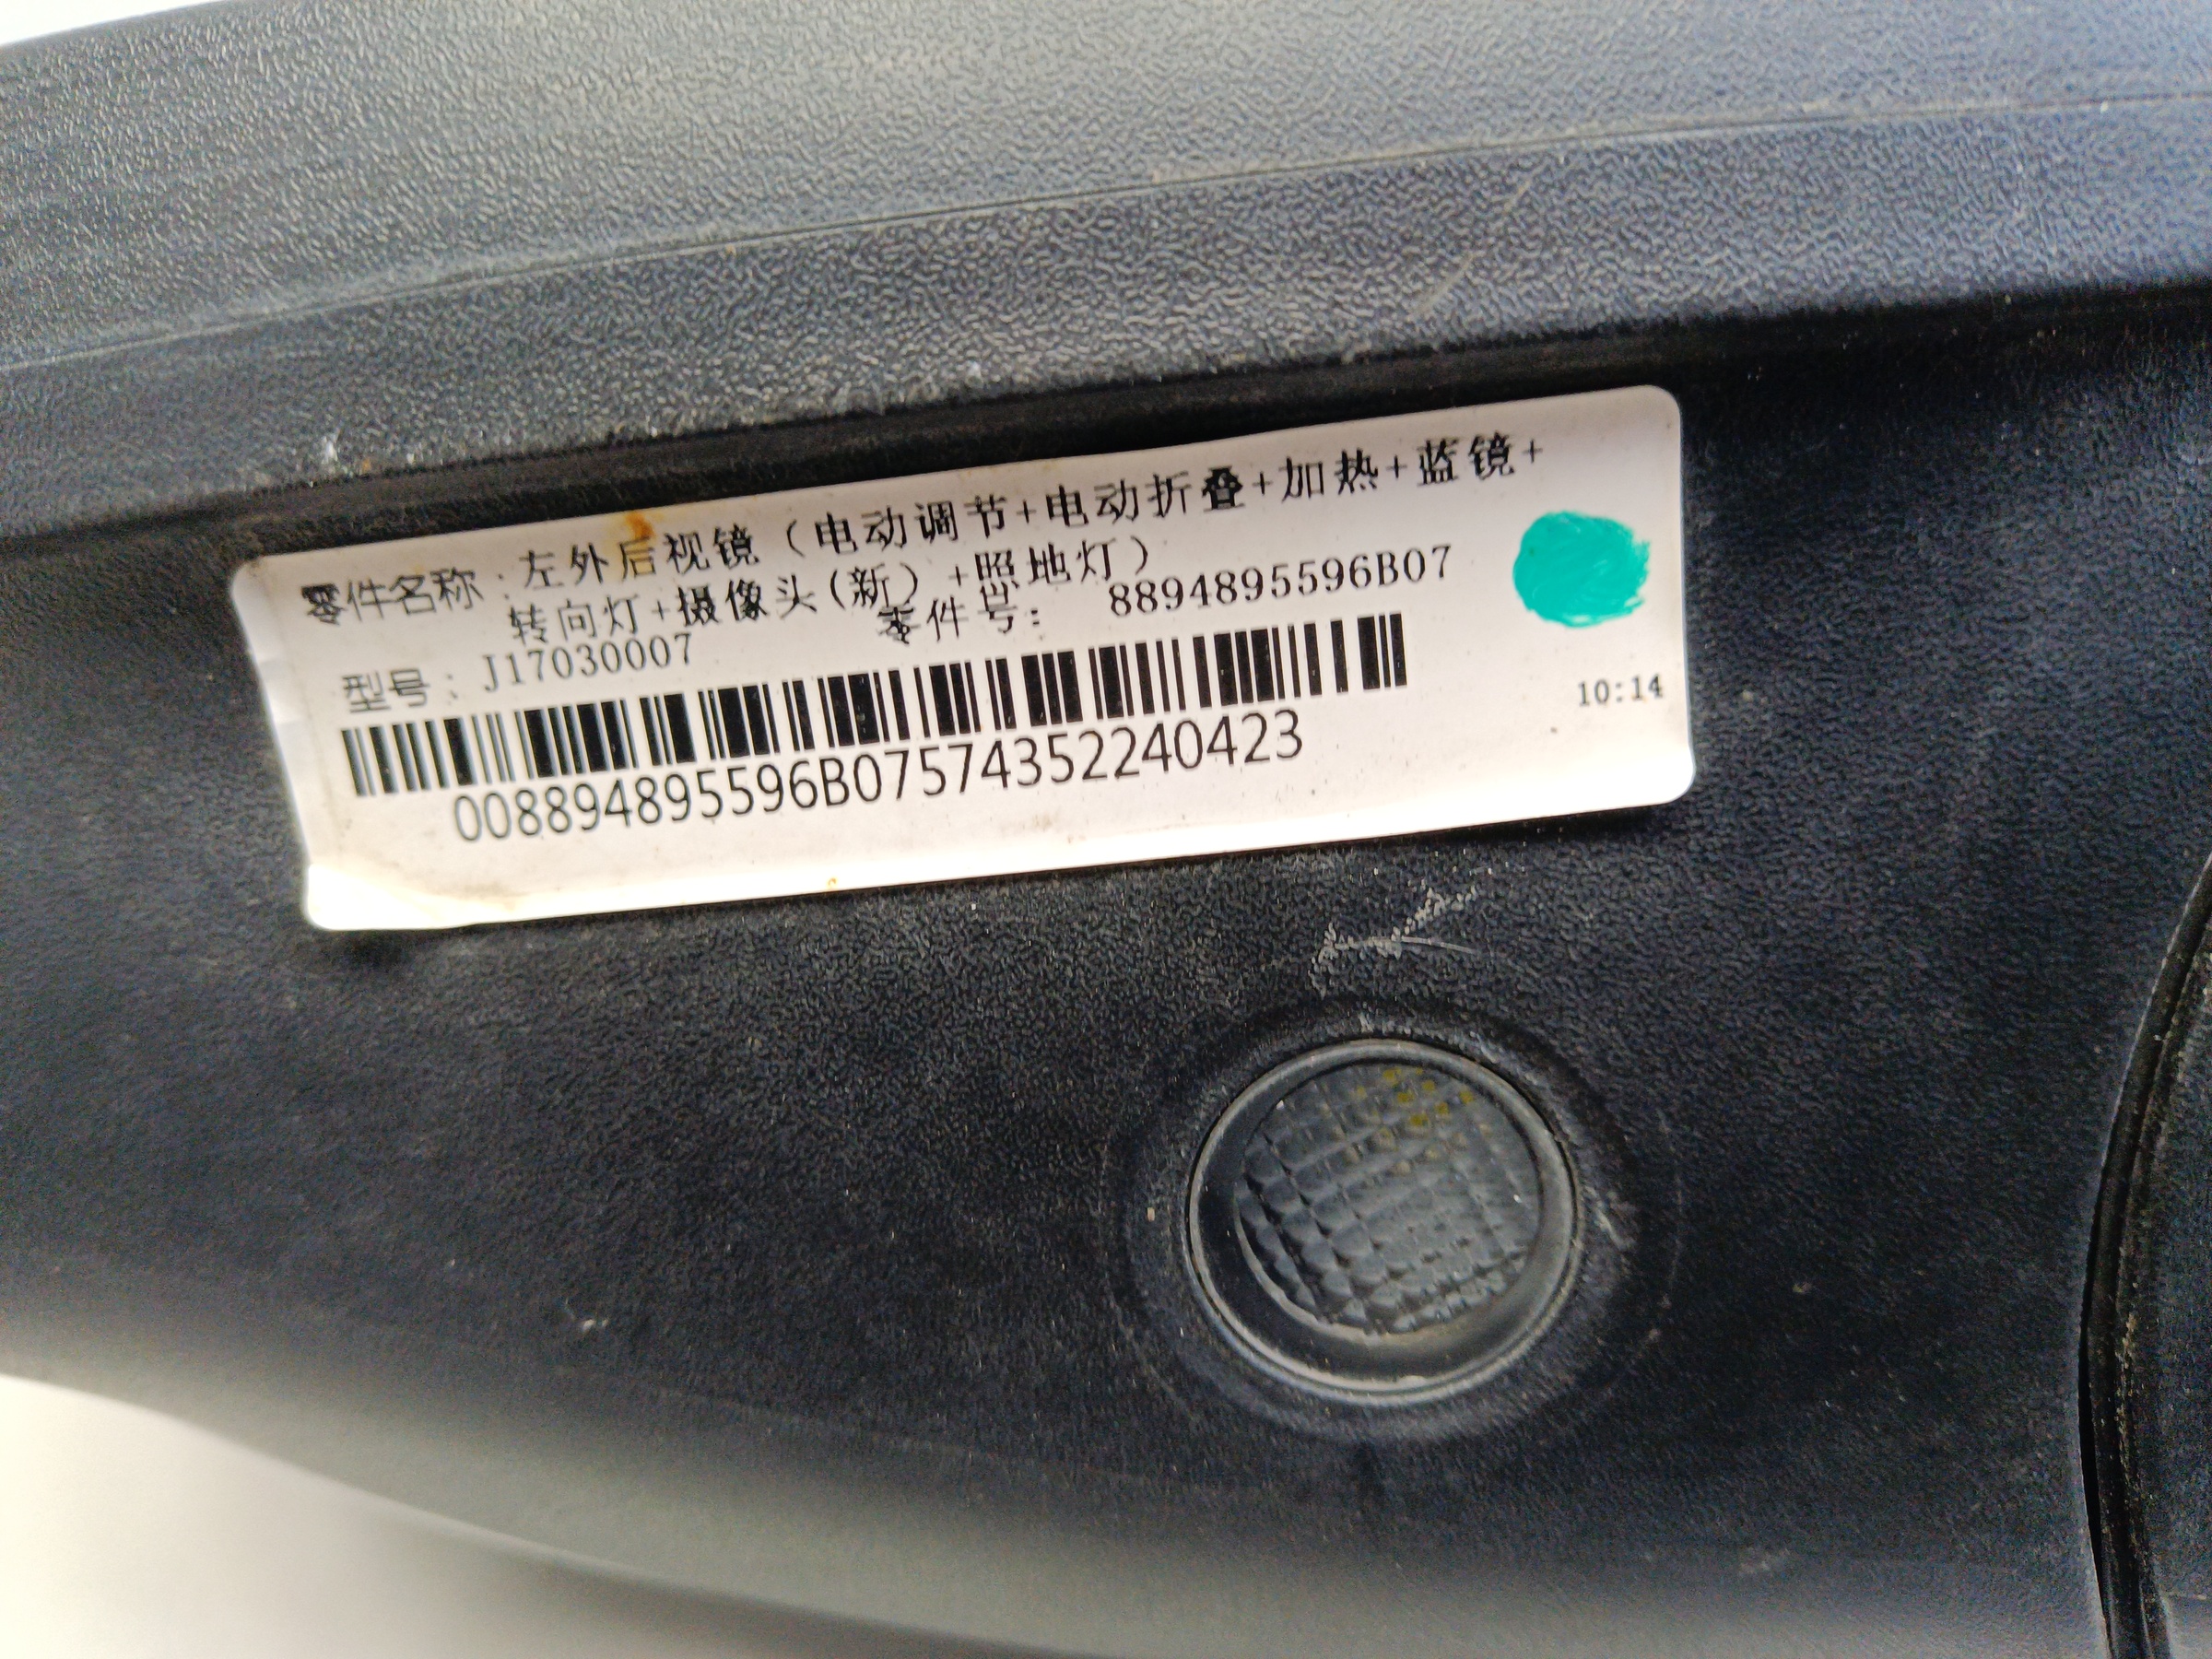 零件名称：左外后视镜（电动调节+电动折叠+加热+蓝镜+
转向灯+摄像头(新）+照地灯）
型号：J17030007 零件号： 8894895596B07
10:14
008894895596B07574352240423